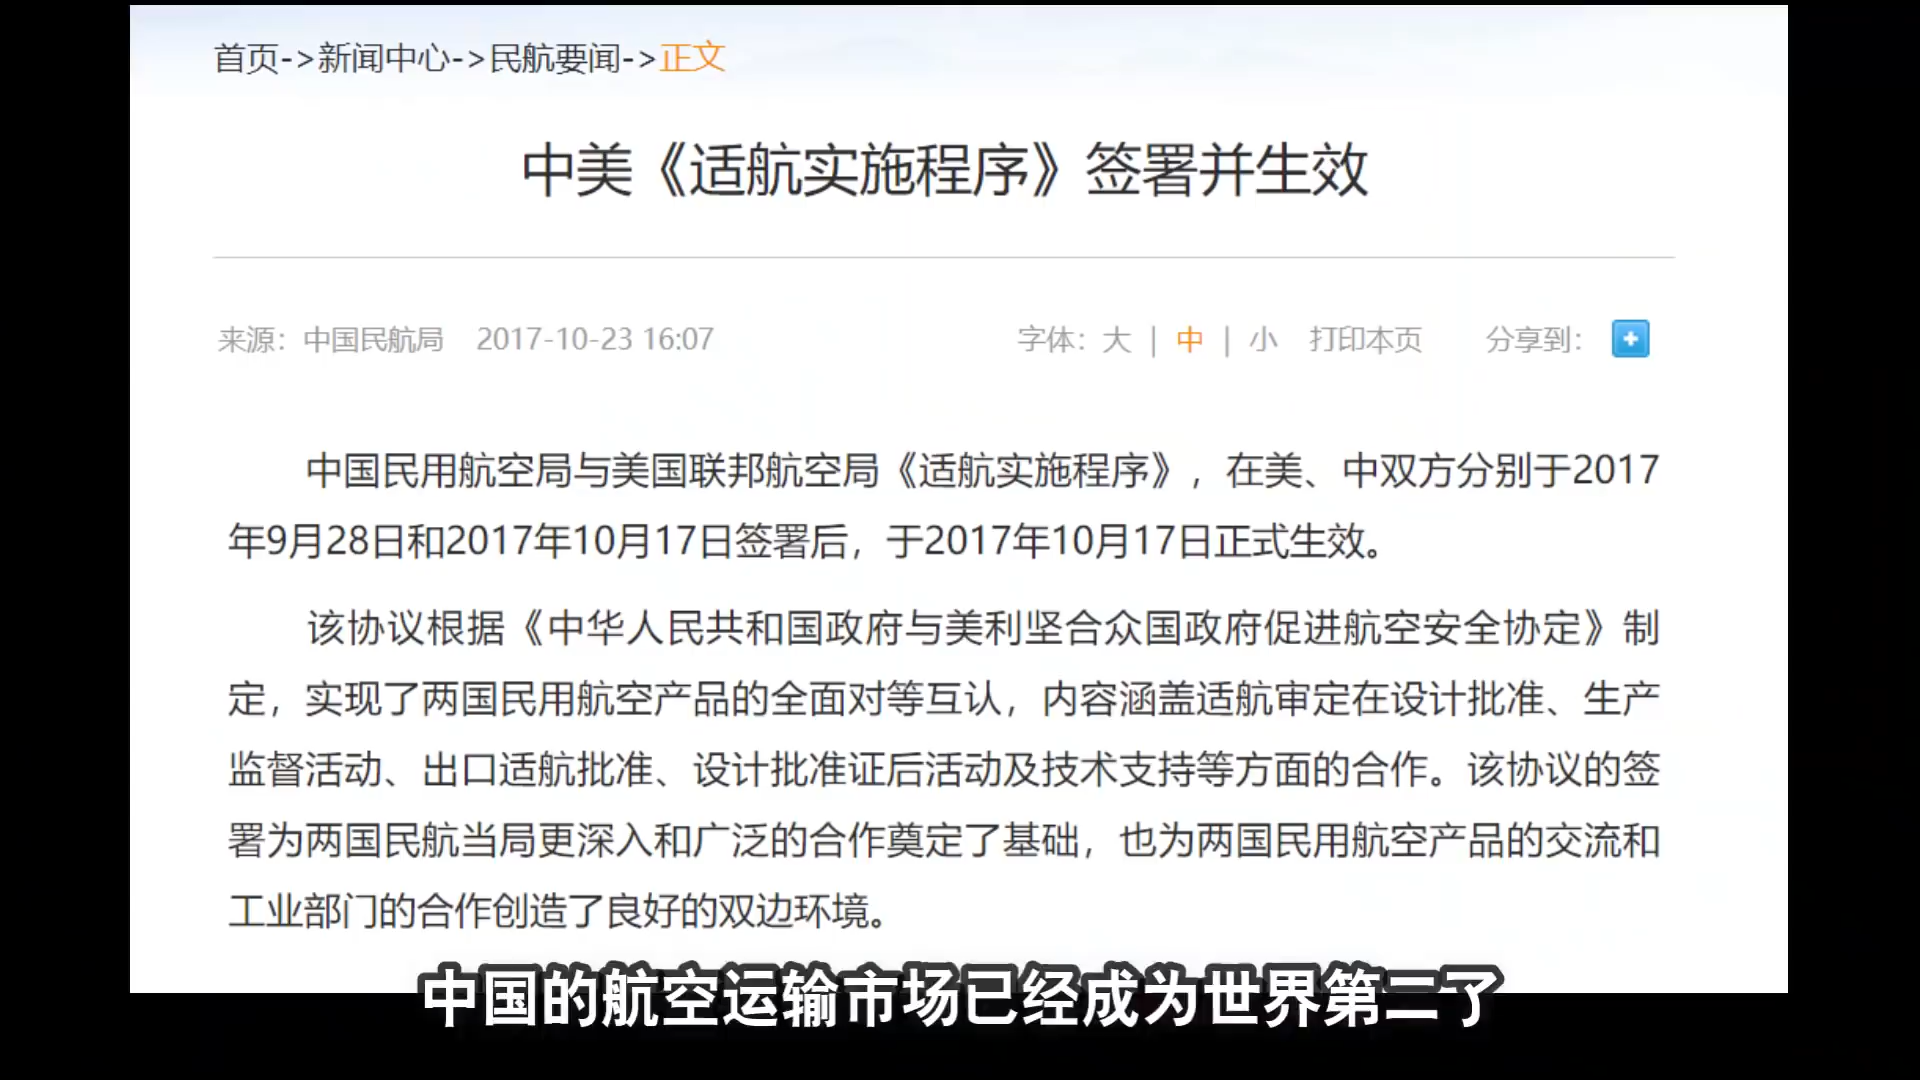 首页->新闻中心->民航要闻->正文
中美《适航实施程序》签署并生效
来源：中国民航局 2017-10-23 16:07 字体：大 | 中 | 小 打印本页 分享到：
中国民用航空局与美国联邦航空局《适航实施程序》，在美、中双方分别于2017
年9月28日和2017年10月17日签署后，于2017年10月17日正式生效。
该协议根据《中华人民共和国政府与美利坚合众国政府促进航空安全协定》制
定，实现了两国民用航空产品的全面对等互认，内容涵盖适航审定在设计批准、生产
监督活动、出口适航批准、设计批准证后活动及技术支持等方面的合作。该协议的签
署为两国民航当局更深入和广泛的合作奠定了基础，也为两国民用航空产品的交流和
工业部门的合作创造了良好的双边环境。
中国的航空运输市场已经成为世界第二了